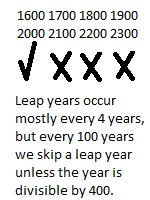 1600 1700 1800 1900
2000 2100 2200 2300
✓ X X X
Leap years occur
mostly every 4 years,
but every 100 years
we skip a leap year
unless the year is
divisible by 400.